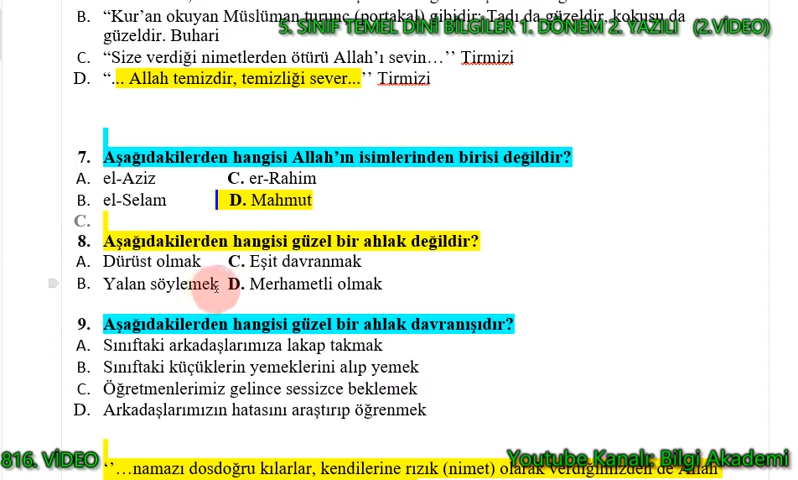 B. “Kur’an okuyan Müslüman turunç (portakal) gibidir: Tadı da güzeldir, kokusu da
5. SINIF TEMEL DİNİ BİLGİLER 1. DÖNEM 2. YAZILI (2.VİDEO)
güzeldir. Buhari
C. “Size verdiği nimetlerden ötürü Allah’ı sevin…’’ Tirmizi
D. “... Allah temizdir, temizliği sever...’’ Tirmizi
7. Aşağıdakilerden hangisi Allah’ın isimlerinden birisi değildir?
A. el-Aziz C. er-Rahim
B. el-Selam D. Mahmut
C.
8. Aşağıdakilerden hangisi güzel bir ahlak değildir?
A. Dürüst olmak C. Eşit davranmak
B. Yalan söylemek D. Merhametli olmak
9. Aşağıdakilerden hangisi güzel bir ahlak davranışıdır?
A. Sınıftaki arkadaşlarımıza lakap takmak
B. Sınıftaki küçüklerin yemeklerini alıp yemek
C. Öğretmenlerimiz gelince sessizce beklemek
D. Arkadaşlarımızın hatasını araştırıp öğrenmek
816. VİDEO
Youtube Kanalı: Bilgi Akademi
‘’…namazı dosdoğru kılarlar, kendilerine rızık (nimet) olarak verdiğimizden de Allah